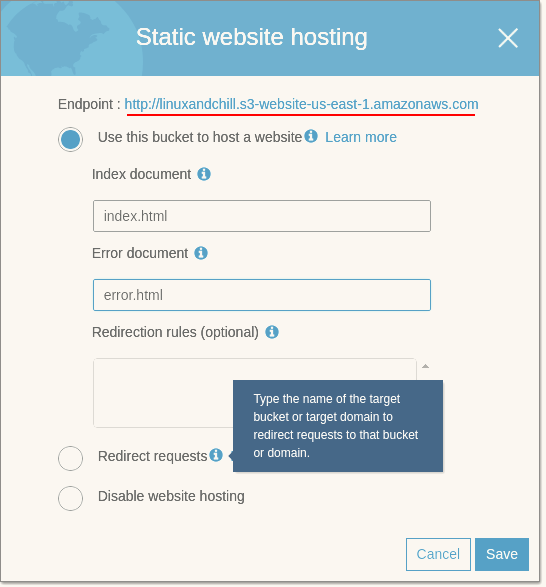 Static website hosting
Endpoint : http://linuxandchill.s3-website-us-east-1.amazonaws.com
Use this bucket to host a website Learn more
Index document
index.html
Error document
error.html
Redirection rules (optional)
Type the name of the target
bucket or target domain to
redirect requests to that bucket
or domain.
Redirect requests
Disable website hosting
Cancel Save